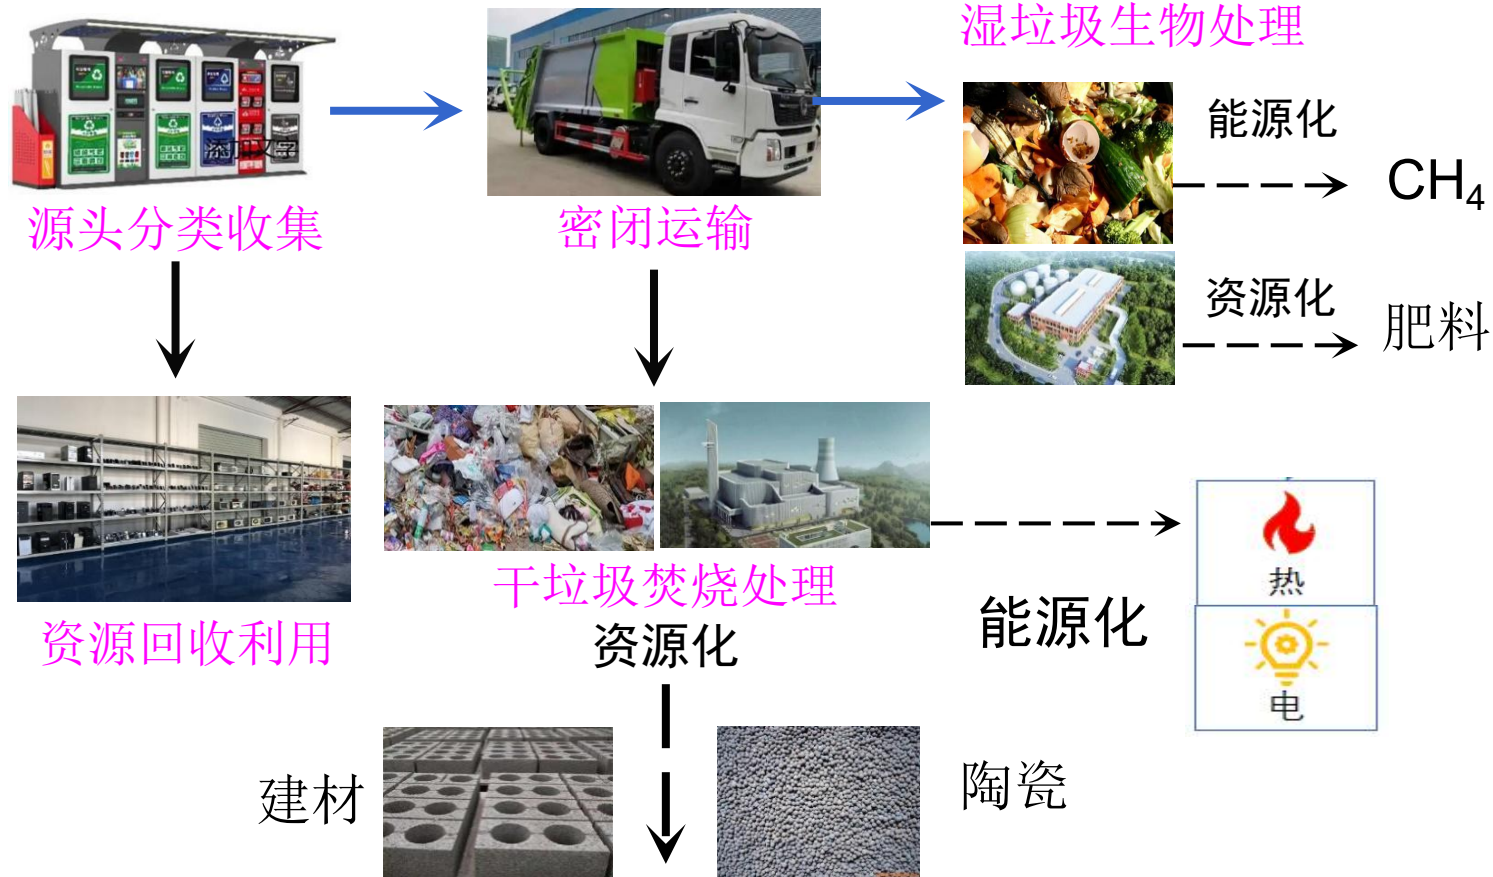 湿垃圾生物处理
能源化
CH₄
源头分类收集
密闭运输
资源化
肥料
热
干垃圾焚烧处理
能源化
资源回收利用
资源化
电
建材
陶瓷